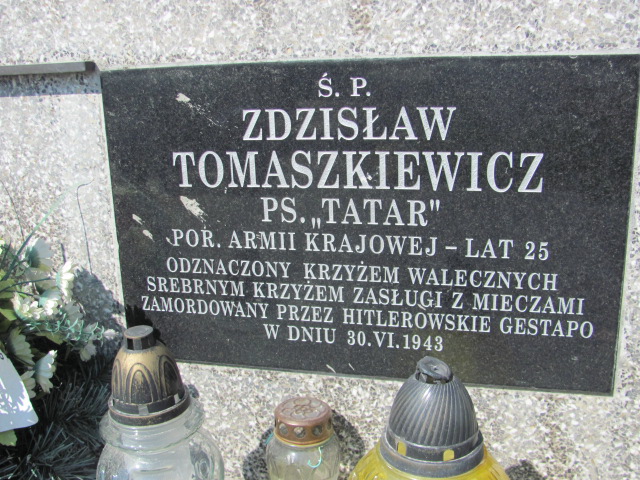 Ś. P.
ZDZISŁAW
TOMASZKIEWICZ
PS. „TATAR"
POR. ARMII KRAJOWEJ – LAT 25
ODZNACZONY KRZYŻEM WALECZNYCH
SREBRNYM KRZYŻEM ZASŁUGI Z MIECZAMI
ZAMORDOWANY PRZEZ HITLEROWSKIE GESTAPO
W DNIU 30.VI.1943